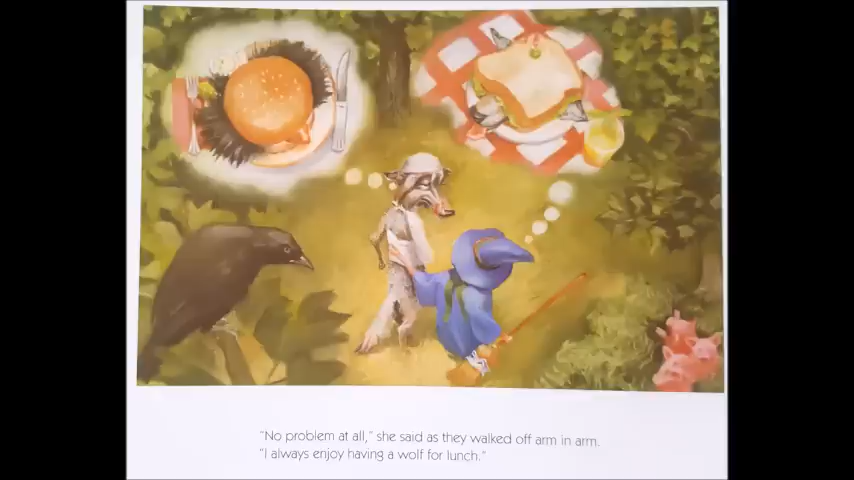 "No problem at all," she said as they walked off arm in arm.
"I always enjoy having a wolf for lunch."